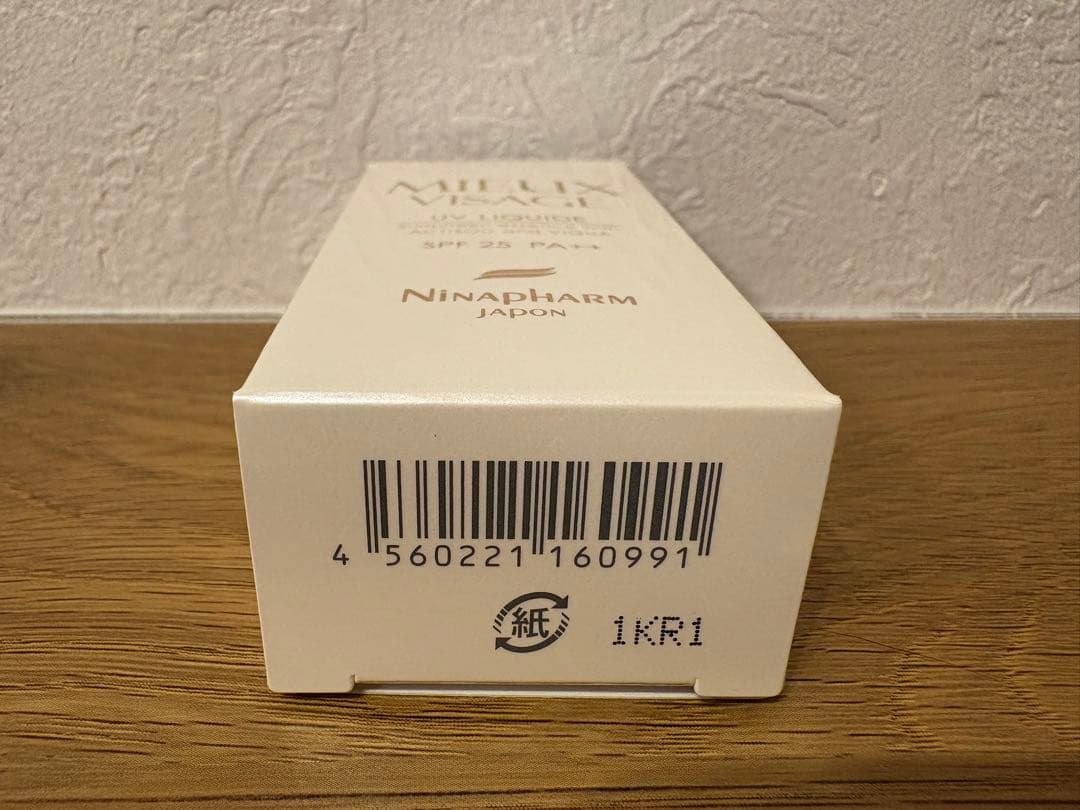 MIEUX
VISAGE
UV LIQUIDE
SPF 25 PA++
NINAPHARM
JAPON
4 560221 160991
紙
1KR1